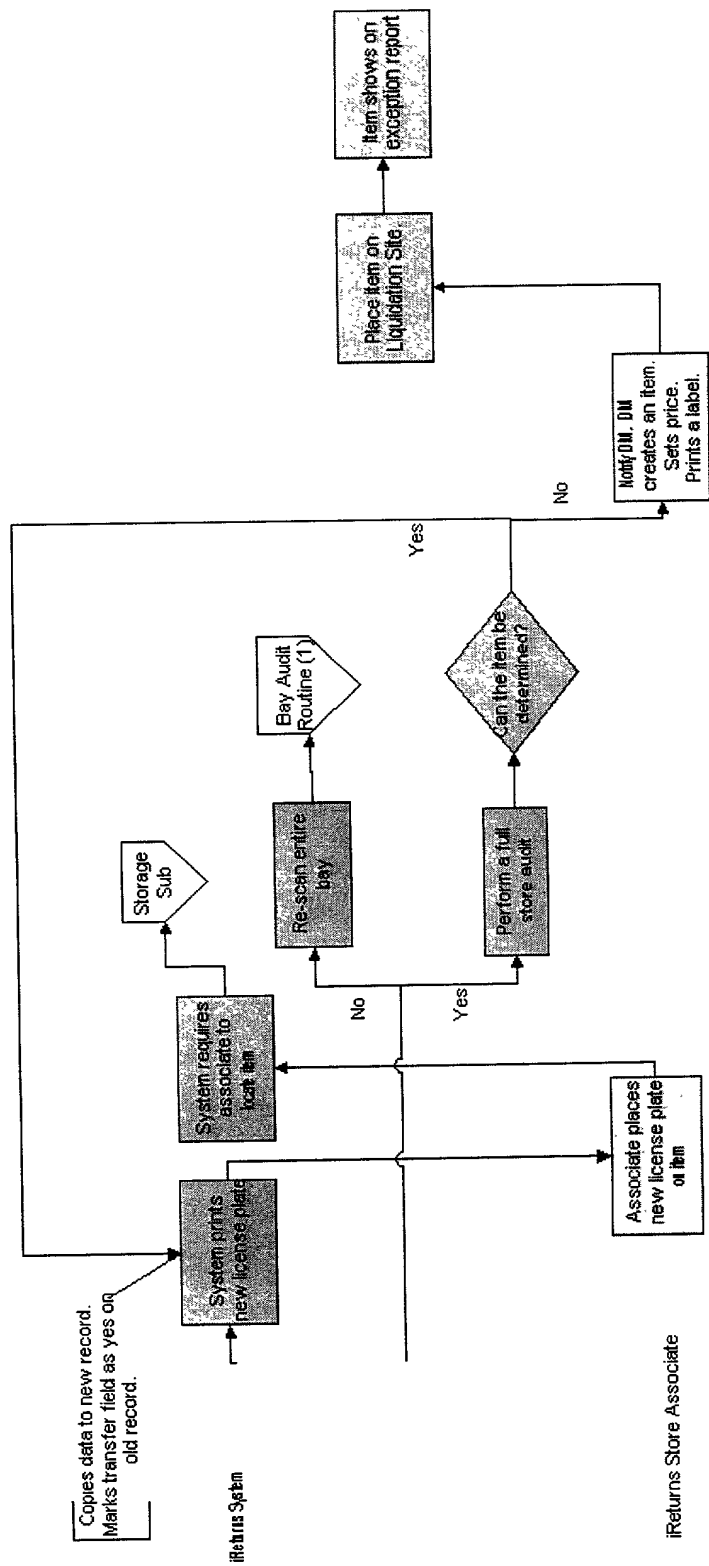 Copies data to new record.
Marks transfer field as yes on
old record.
iReturns System
System prints
new license plate
System requires
associate to
locate item
Storage
Sub
No
Yes
Re-scan entire
bay
Bay Audit
Routine (1)
Perform a full
store audit
Can the item be
determined?
Yes
No
Place item on
Liquidation Site
Item shows on
exception report
iReturns Store Associate
Associate places
new license plate
on item
Notify DM. DM
creates an item.
Sets price.
Prints a label.